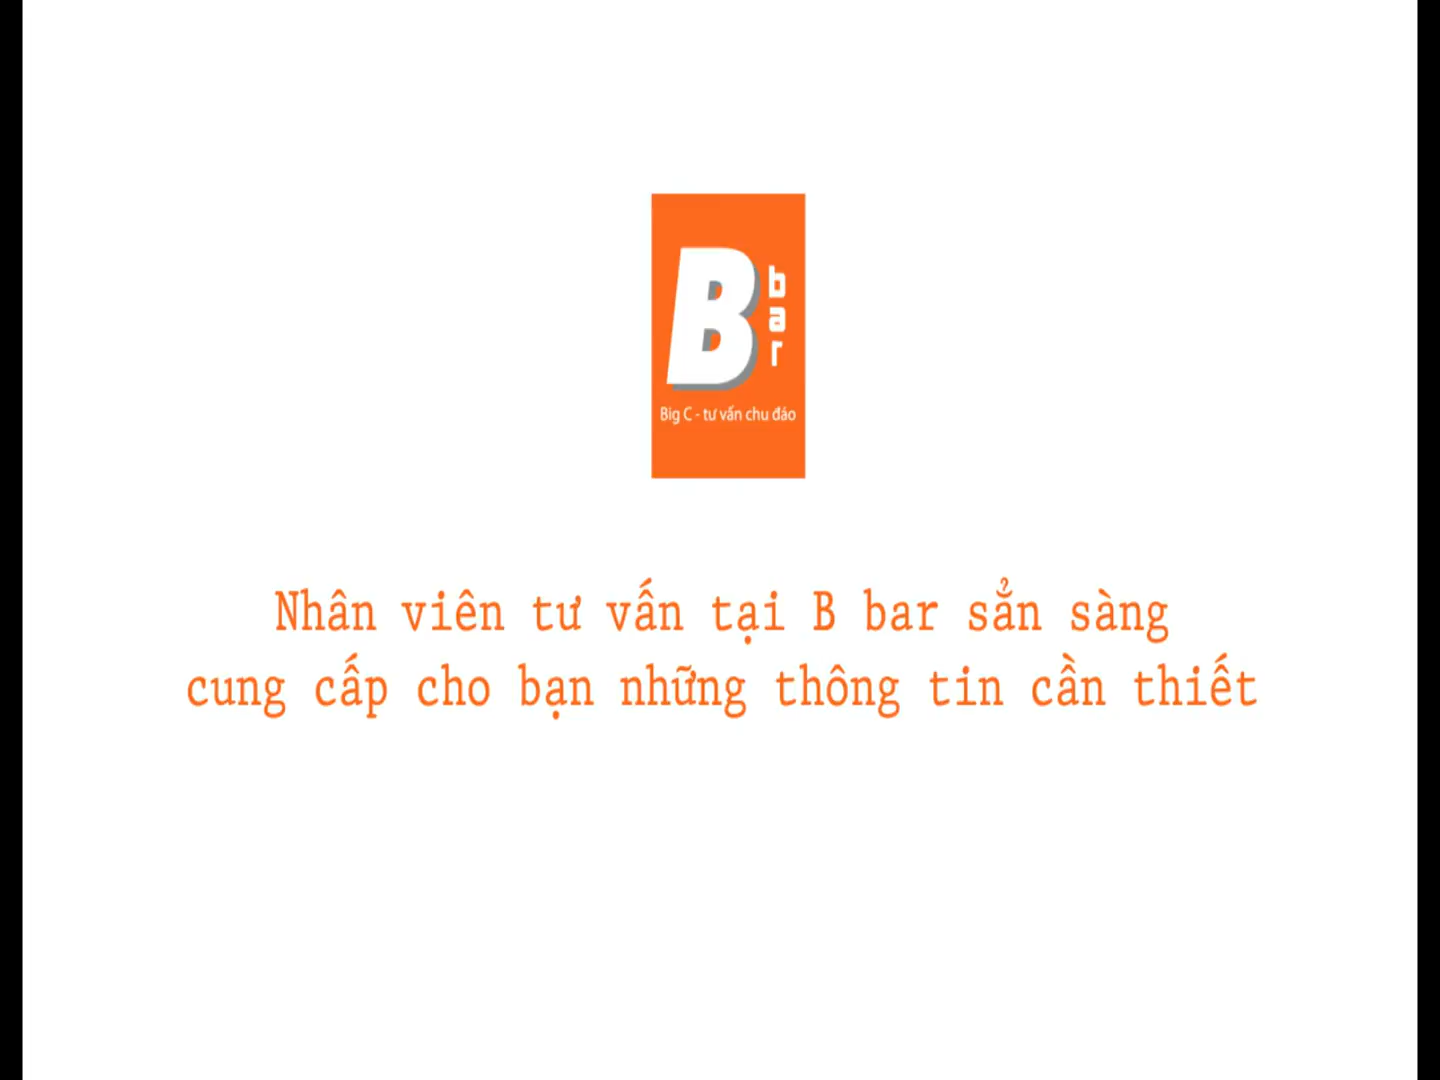 B bar
Big C - tư vấn chu đáo
Nhân viên tư vấn tại B bar sẳn sàng
cung cấp cho bạn những thông tin cần thiết